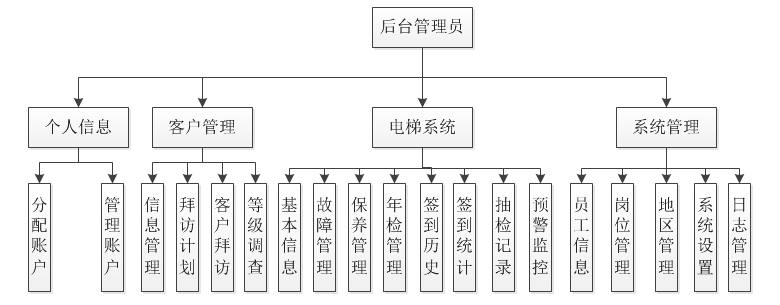 后台管理员
个人信息
客户管理
电梯系统
系统管理
分配账户
管理账户
信息管理
拜访计划
客户拜访
等级调查
基本信息
故障管理
保养管理
年检管理
签到历史
签到统计
抽检记录
预警监控
员工信息
岗位管理
地区管理
系统设置
日志管理